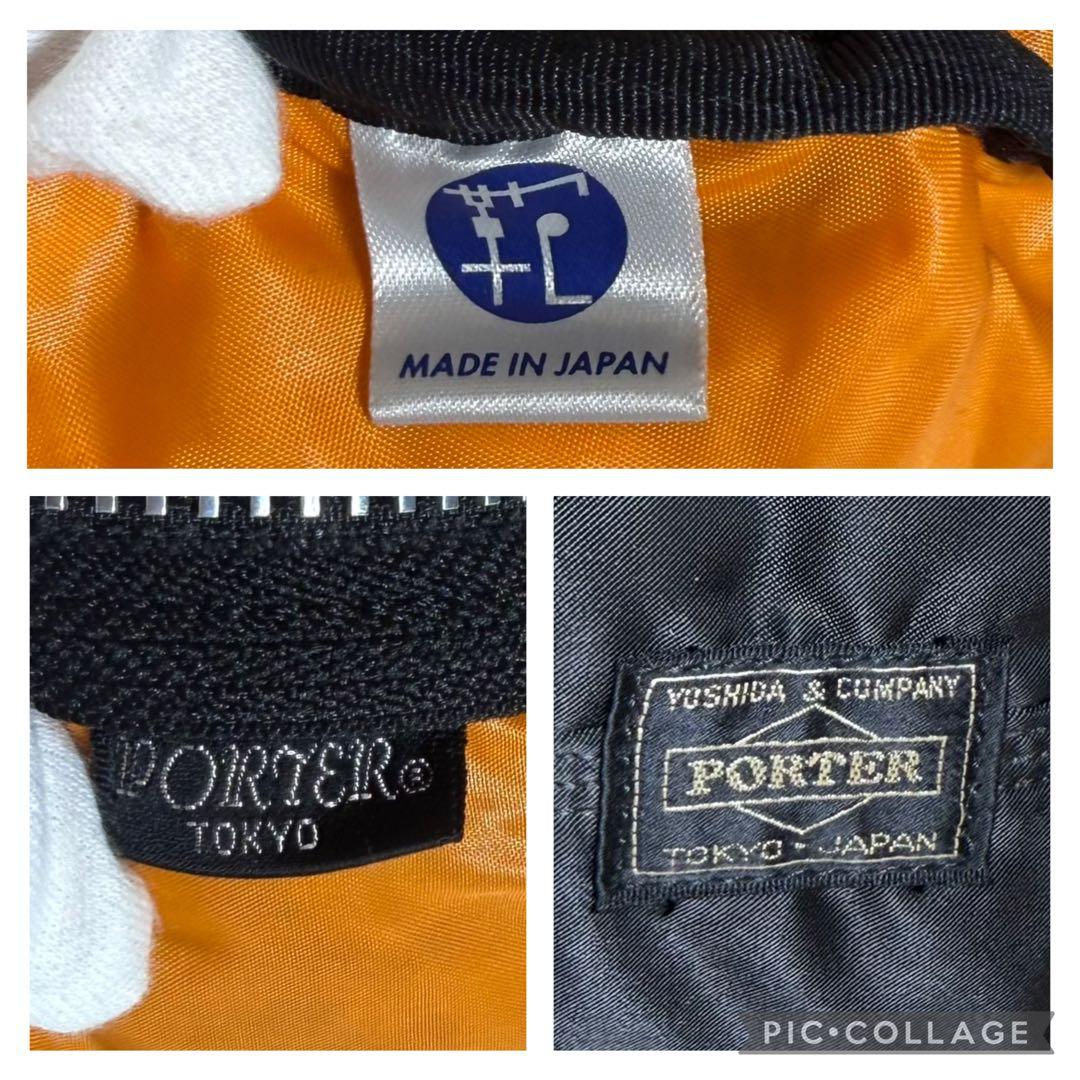 MADE IN JAPAN
PORTER®
TOKYO
YOSHIDA & COMPANY
PORTER
TOKYO - JAPAN
PIC•COLLAGE